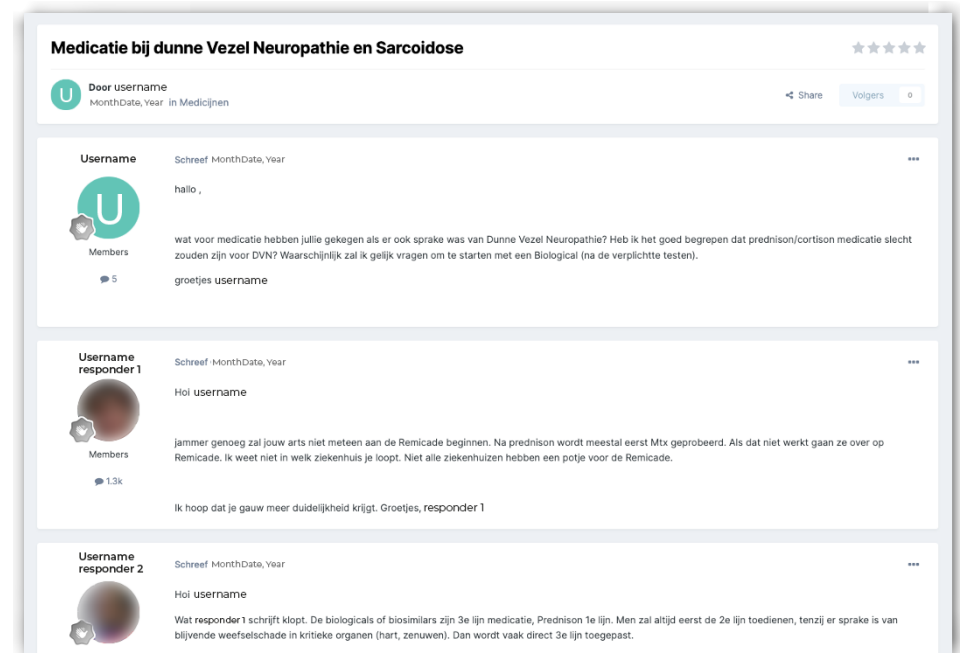 Medicatie bij dunne Vezel Neuropathie en Sarcoidose
U
Door username
MonthDate, Year in Medicijnen
Share
Volgers 0
Username
U
Members
5
Schreef MonthDate, Year
hallo ,
wat voor medicatie hebben jullie gekegen als er ook sprake was van Dunne Vezel Neuropathie? Heb ik het goed begrepen dat prednison/cortison medicatie slecht
zouden zijn voor DVN? Waarschijnlijk zal ik gelijk vragen om te starten met een Biological (na de verplichtte testen).
groetjes username
Username
responder 1
Members
1.3k
Schreef MonthDate, Year
Hoi username
jammer genoeg zal jouw arts niet meteen aan de Remicade beginnen. Na prednison wordt meestal eerst Mtx geprobeerd. Als dat niet werkt gaan ze over op
Remicade. Ik weet niet in welk ziekenhuis je loopt. Niet alle ziekenhuizen hebben een potje voor de Remicade.
Ik hoop dat je gauw meer duidelijkheid krijgt. Groetjes, responder 1
Username
responder 2
Schreef MonthDate, Year
Hoi username
Wat responder 1 schrijft klopt. De biologicals of biosimilars zijn 3e lijn medicatie, Prednison 1e lijn. Men zal altijd eerst de 2e lijn toedienen, tenzij er sprake is van
blijvende weefselschade in kritieke organen (hart, zenuwen). Dan wordt vaak direct 3e lijn toegepast.